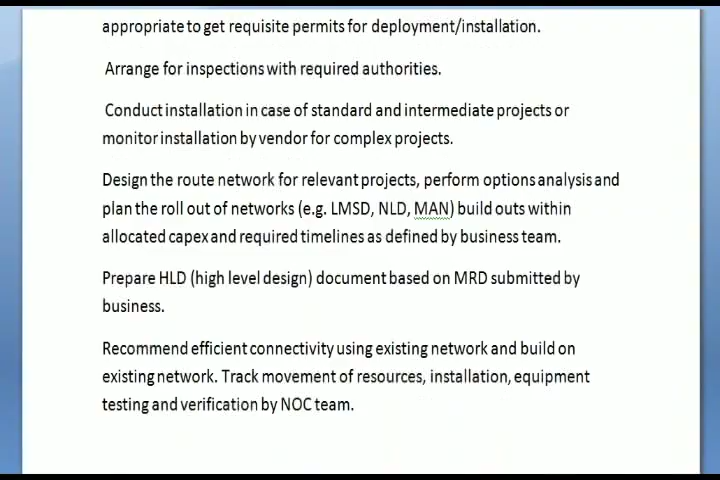 appropriate to get requisite permits for deployment/installation.
Arrange for inspections with required authorities.
Conduct installation in case of standard and intermediate projects or
monitor installation by vendor for complex projects.
Design the route network for relevant projects, perform options analysis and
plan the roll out of networks (e.g. LMSD, NLD, MAN) build outs within
allocated capex and required timelines as defined by business team.
Prepare HLD (high level design) document based on MRD submitted by
business.
Recommend efficient connectivity using existing network and build on
existing network. Track movement of resources, installation, equipment
testing and verification by NOC team.